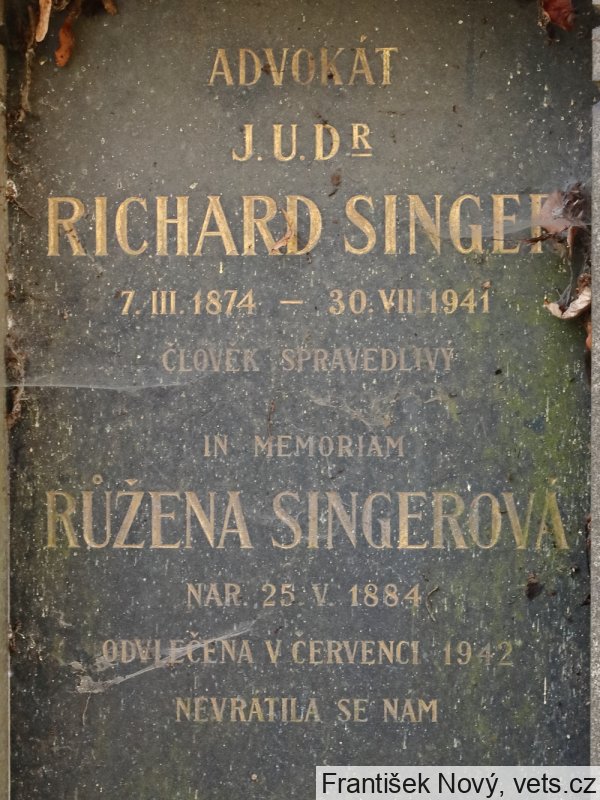 ADVOKÁT
J.U.DR
RICHARD SINGER
7. III. 1874 — 30. VII. 1941
ČLOVĚK SPRAVEDLIVÝ
IN MEMORIAM
RŮŽENA SINGEROVÁ
NAR. 25. V. 1884
ODVLEČENA V ČERVENCI 1942
NEVRÁTILA SE NÁM
František Nový, vets.cz